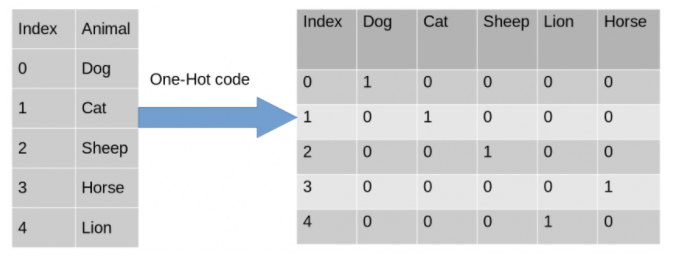 Index Animal
0 Dog
1 Cat
2 Sheep
3 Horse
4 Lion
One-Hot code
Index Dog Cat Sheep Lion Horse
0 1 0 0 0 0
1 0 1 0 0 0
2 0 0 1 0 0
3 0 0 0 0 1
4 0 0 0 1 0